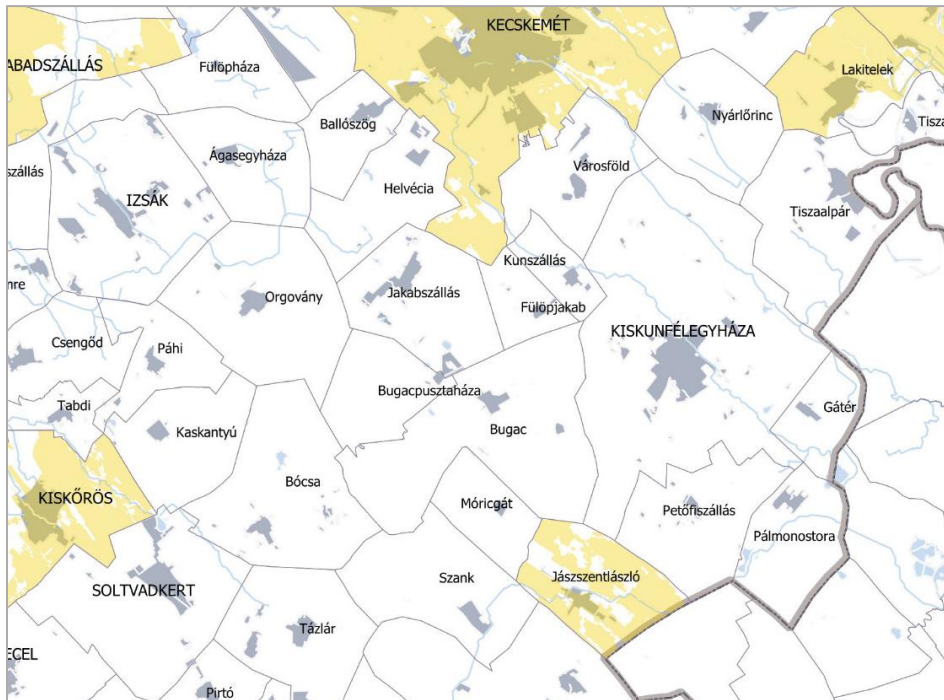 KECSKEMÉT
ABADSZÁLLÁS
Fülöpháza
Lakitelek
Ballószög
Nyárlőrinc
Tisza
Ágasegyháza
Városföld
szállás
Helvécia
IZSÁK
Tiszaalpár
Kunszállás
Jakabszállás
Orgovány
Fülöpjakab
KISKUNFÉLEGYHÁZA
Csengőd
Páhi
Bugacpusztaháza
Tabdi
Gátér
Kaskantyú
Bugac
Bócsa
KISKŐRÖS
Móricgát
Petőfiszállás
Pálmonostora
Szank
Jászszentlászló
SOLTVADKERT
Tázlár
ECEL
Pirtó